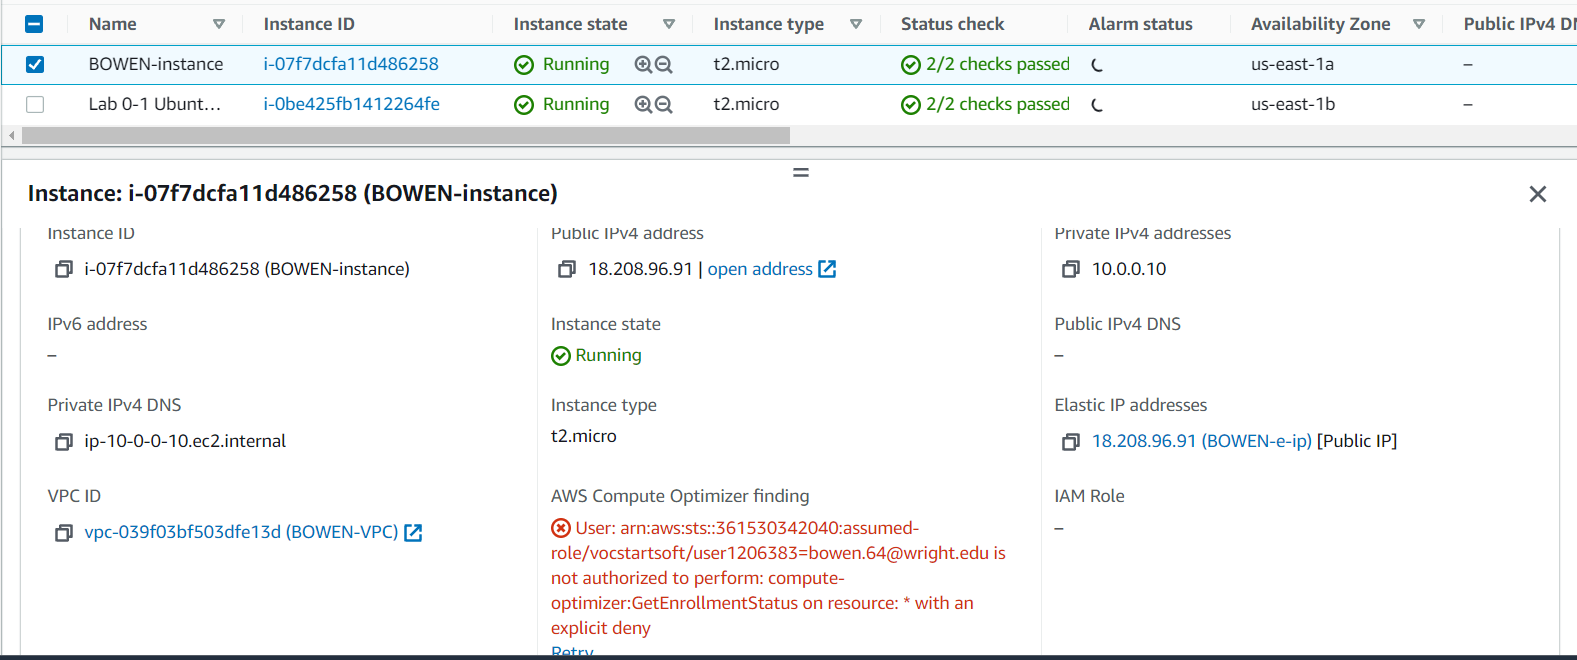 Name Instance ID Instance state Instance type Status check Alarm status Availability Zone Public IPv4 DN
BOWEN-instance i-07f7dcfa11d486258 Running t2.micro 2/2 checks passed us-east-1a –
Lab 0-1 Ubunt... i-0be425fb1412264fe Running t2.micro 2/2 checks passed us-east-1b –
Instance: i-07f7dcfa11d486258 (BOWEN-instance)
Instance ID
i-07f7dcfa11d486258 (BOWEN-instance)
IPv6 address
–
Private IPv4 DNS
ip-10-0-0-10.ec2.internal
VPC ID
vpc-039f03bf503dfe13d (BOWEN-VPC)
Public IPv4 address
18.208.96.91 | open address
Instance state
Running
Instance type
t2.micro
AWS Compute Optimizer finding
User: arn:aws:sts::361530342040:assumed-
role/vocstartsoft/user1206383=bowen.64@wright.edu is
not authorized to perform: compute-
optimizer:GetEnrollmentStatus on resource: * with an
explicit deny
Retry
Private IPv4 addresses
10.0.0.10
Public IPv4 DNS
–
Elastic IP addresses
18.208.96.91 (BOWEN-e-ip) [Public IP]
IAM Role
–